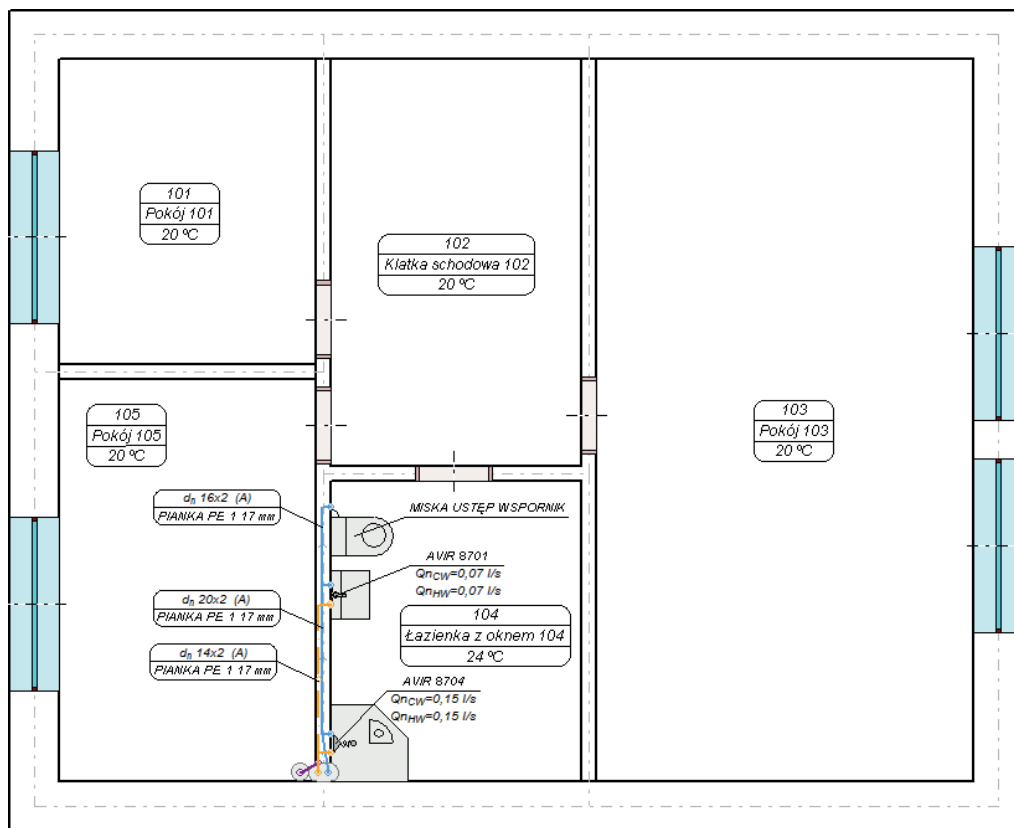 101
Pokój 101
20 ºC
102
Klatka schodowa 102
20 ºC
105
Pokój 105
20 ºC
103
Pokój 103
20 ºC
dn 16x2 (A)
PIANKA PE 1 17 mm
MISKA USTĘP WSPORNIK
AVIR 8701
QnCW=0,07 l/s
QnHW=0,07 l/s
dn 20x2 (A)
PIANKA PE 1 17 mm
104
Łazienka z oknem 104
24 ºC
dn 14x2 (A)
PIANKA PE 1 17 mm
AVIR 8704
QnCW=0,15 l/s
QnHW=0,15 l/s